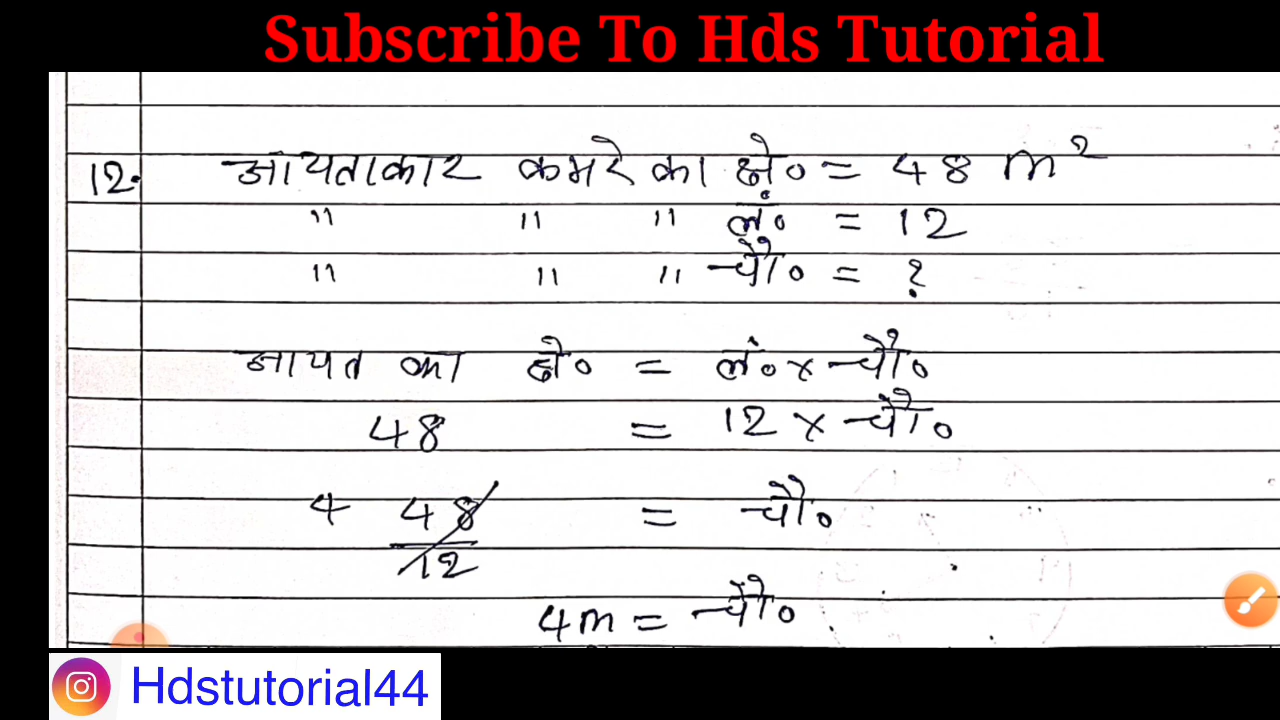 Subscribe To Hds Tutorial
12. आयताकार कमरे का क्षे० = 48 m²
" " " लं० = 12
" " " चौ० = ?
आयत का क्षे० = लं० × चौ०
48 = 12 × चौ०
4 48/12 = चौ०
4m = चौ०
Hdstutorial44